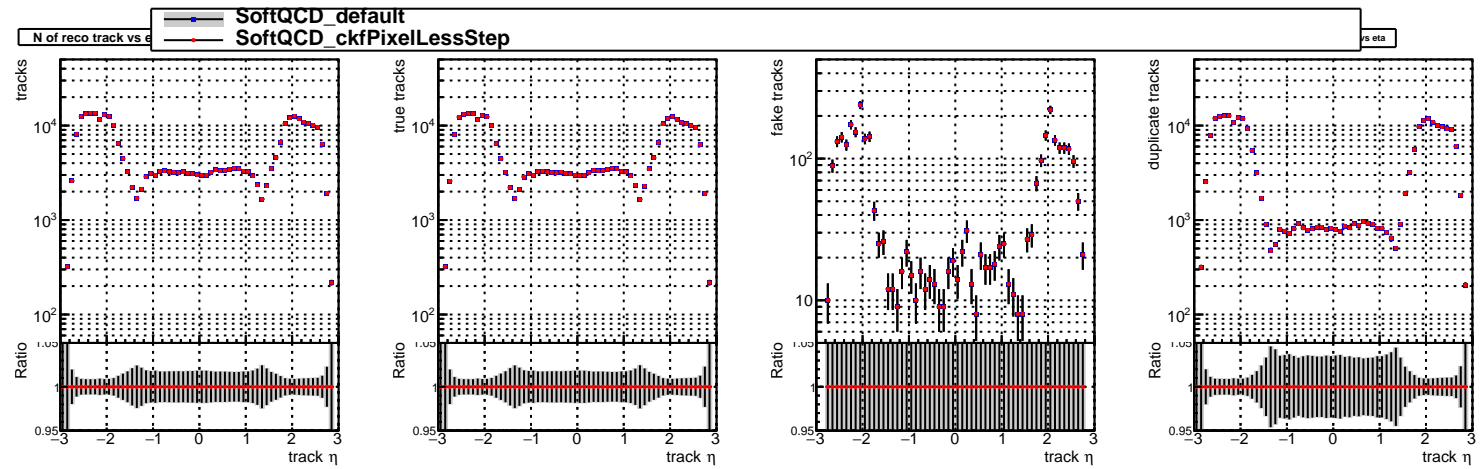 SoftQCD_default
SoftQCD_ckfPixelLessStep
N of reco track vs e
vs eta
tracks
10⁴
10³
10²
Ratio
1.05
1
0.95
−3 −2 −1 0 1 2 3
track η
true tracks
10⁴
10³
10²
Ratio
1.05
1
0.95
−3 −2 −1 0 1 2 3
track η
fake tracks
10²
10
Ratio
1.05
1
0.95
−3 −2 −1 0 1 2 3
track η
duplicate tracks
10⁴
10³
10²
Ratio
1.05
1
0.95
−3 −2 −1 0 1 2 3
track η